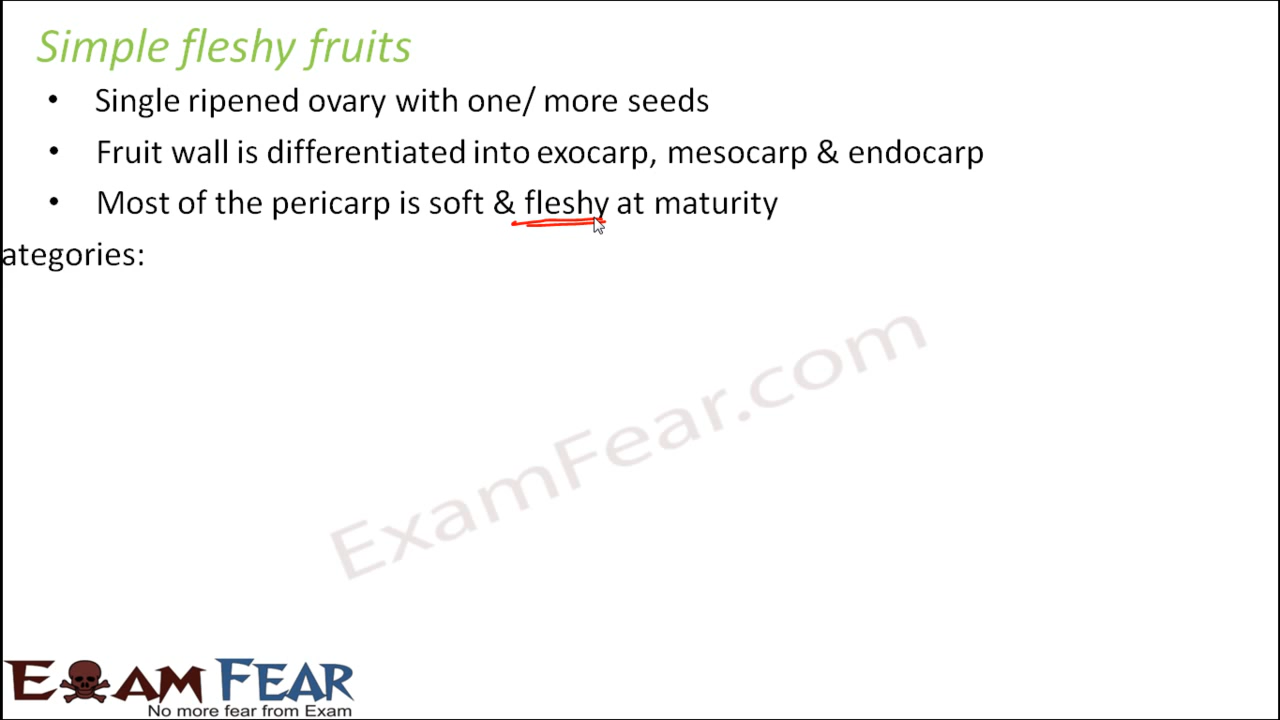 Simple fleshy fruits
• Single ripened ovary with one/ more seeds
• Fruit wall is differentiated into exocarp, mesocarp & endocarp
• Most of the pericarp is soft & fleshy at maturity
ategories:
ExamFear.com
EXAM FEAR
No more fear from Exam